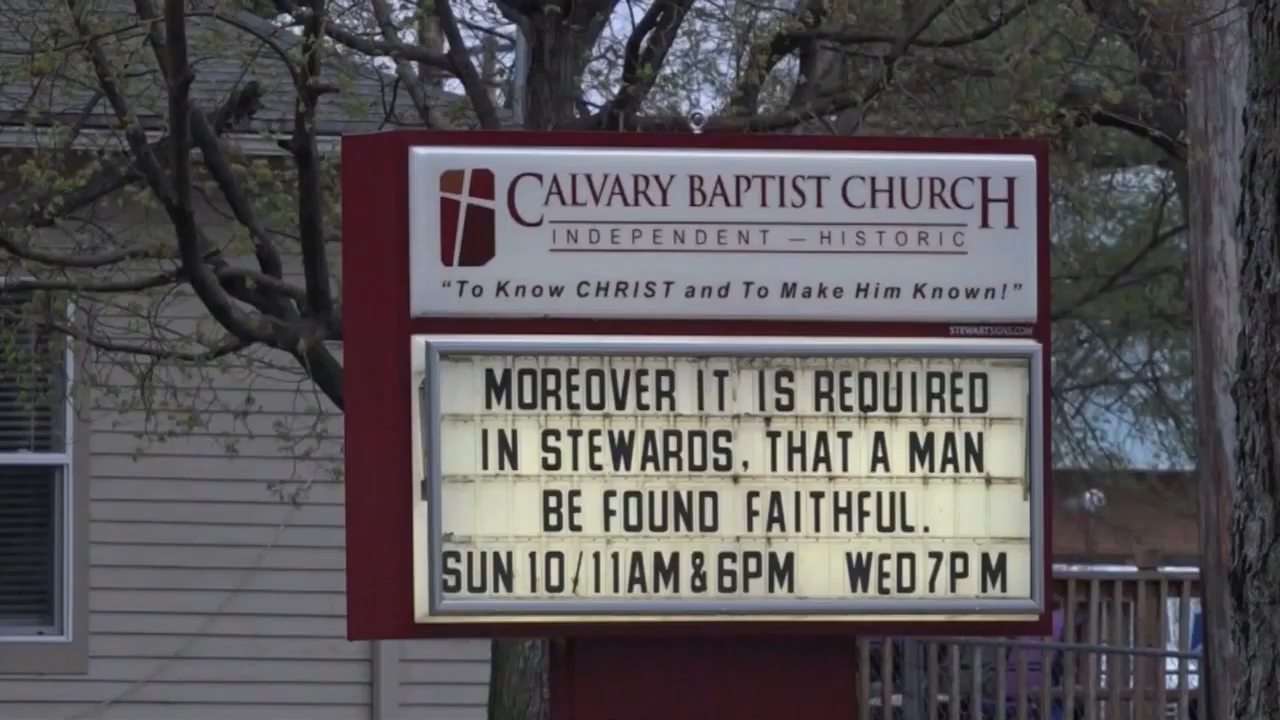 CALVARY BAPTIST CHURCH
INDEPENDENT — HISTORIC
“To Know CHRIST and To Make Him Known!”
STEWARTSIGNS.COM
MOREOVER IT IS REQUIRED
IN STEWARDS, THAT A MAN
BE FOUND FAITHFUL.
SUN 10/11AM & 6PM WED 7PM